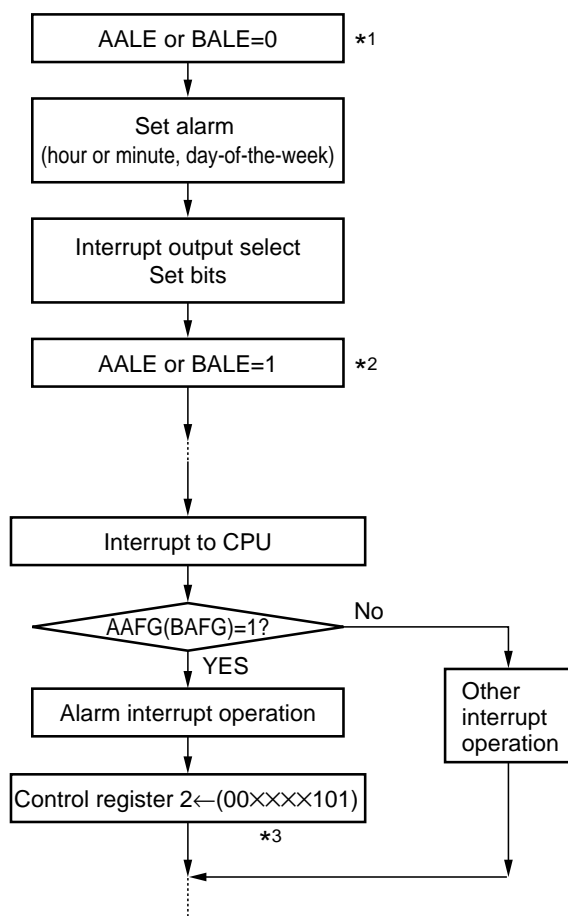 AALE or BALE=0
*1
Set alarm
(hour or minute, day-of-the-week)
Interrupt output select
Set bits
AALE or BALE=1
*2
Interrupt to CPU
AAFG(BAFG)=1?
No
YES
Alarm interrupt operation
Other
interrupt
operation
Control register 2←(00××××101)
*3